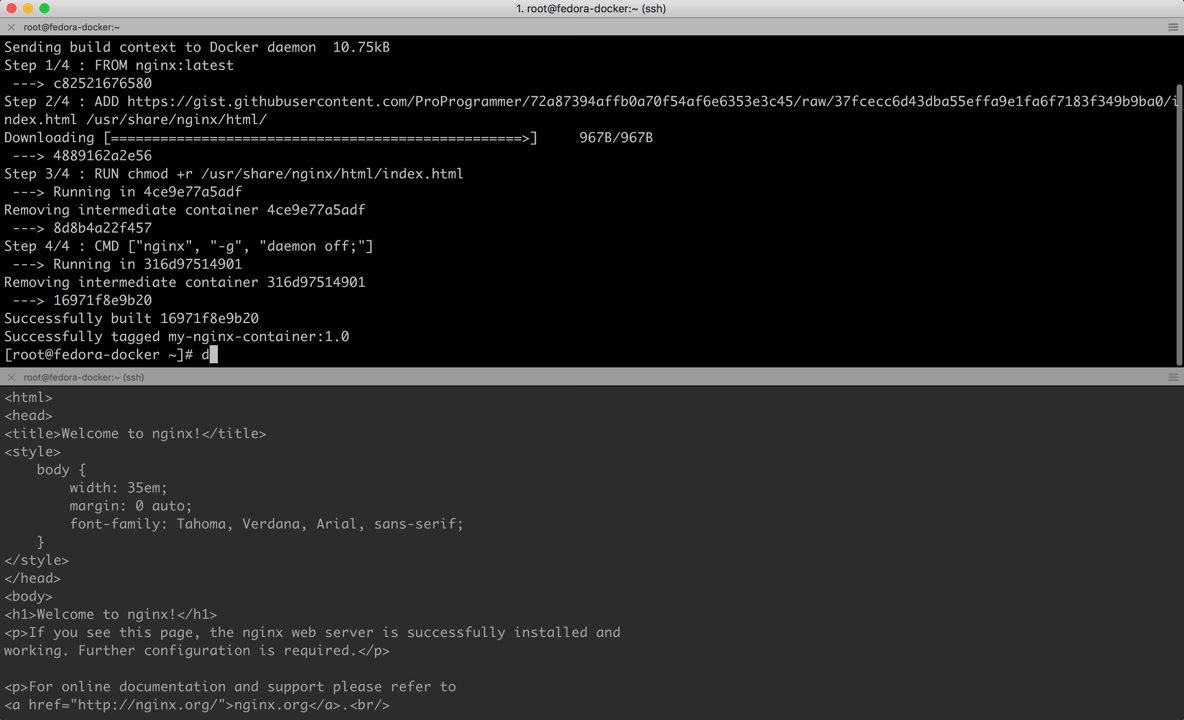 1. root@fedora-docker:~ (ssh)
root@fedora-docker:~
Sending build context to Docker daemon  10.75kB
Step 1/4 : FROM nginx:latest
 ---> c82521676580
Step 2/4 : ADD https://gist.githubusercontent.com/ProProgrammer/72a87394affb0a70f54af6e6353e3c45/raw/37fcecc6d43dba55effa9e1fa6f7183f349b9ba0/i
ndex.html /usr/share/nginx/html/
Downloading [==================================================>]     967B/967B
 ---> 4889162a2e56
Step 3/4 : RUN chmod +r /usr/share/nginx/html/index.html
 ---> Running in 4ce9e77a5adf
Removing intermediate container 4ce9e77a5adf
 ---> 8d8b4a22f457
Step 4/4 : CMD ["nginx", "-g", "daemon off;"]
 ---> Running in 316d97514901
Removing intermediate container 316d97514901
 ---> 16971f8e9b20
Successfully built 16971f8e9b20
Successfully tagged my-nginx-container:1.0
[root@fedora-docker ~]# d
root@fedora-docker:~ (ssh)
<html>
<head>
<title>Welcome to nginx!</title>
<style>
    body {
        width: 35em;
        margin: 0 auto;
        font-family: Tahoma, Verdana, Arial, sans-serif;
    }
</style>
</head>
<body>
<h1>Welcome to nginx!</h1>
<p>If you see this page, the nginx web server is successfully installed and
working. Further configuration is required.</p>

<p>For online documentation and support please refer to
<a href="http://nginx.org/">nginx.org</a>.<br/>